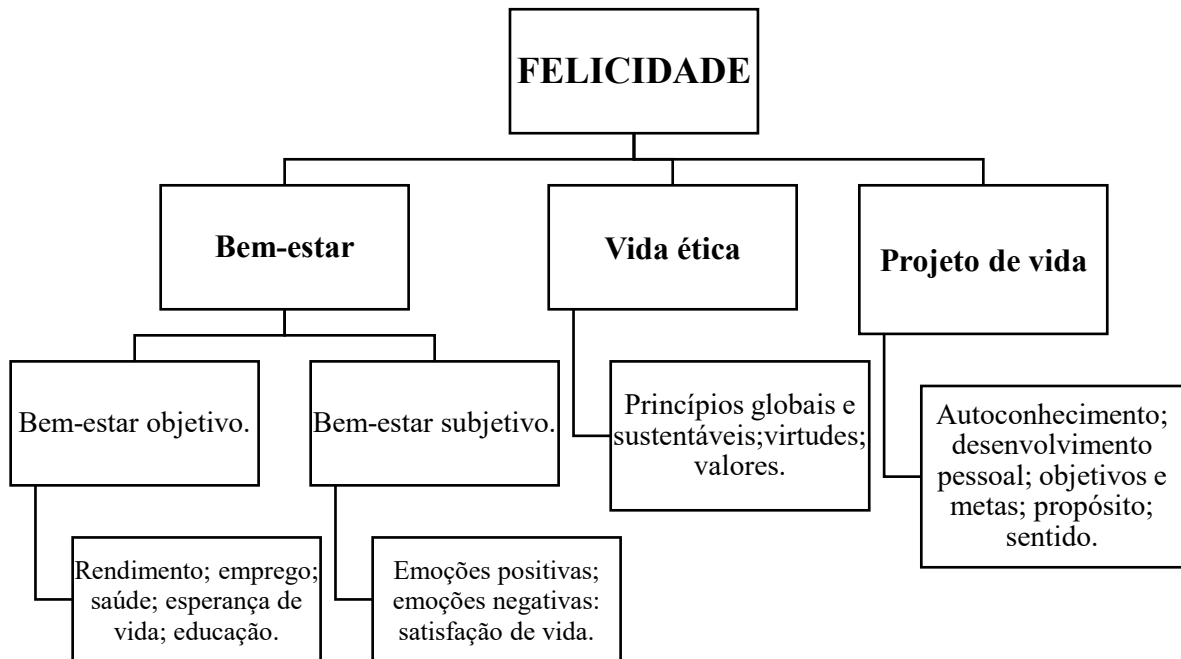 FELICIDADE
Bem-estar
Vida ética
Projeto de vida
Bem-estar objetivo.
Bem-estar subjetivo.
Princípios globais e
sustentáveis;virtudes;
valores.
Autoconhecimento;
desenvolvimento
pessoal; objetivos e
metas; propósito;
sentido.
Rendimento; emprego;
saúde; esperança de
vida; educação.
Emoções positivas;
emoções negativas:
satisfação de vida.